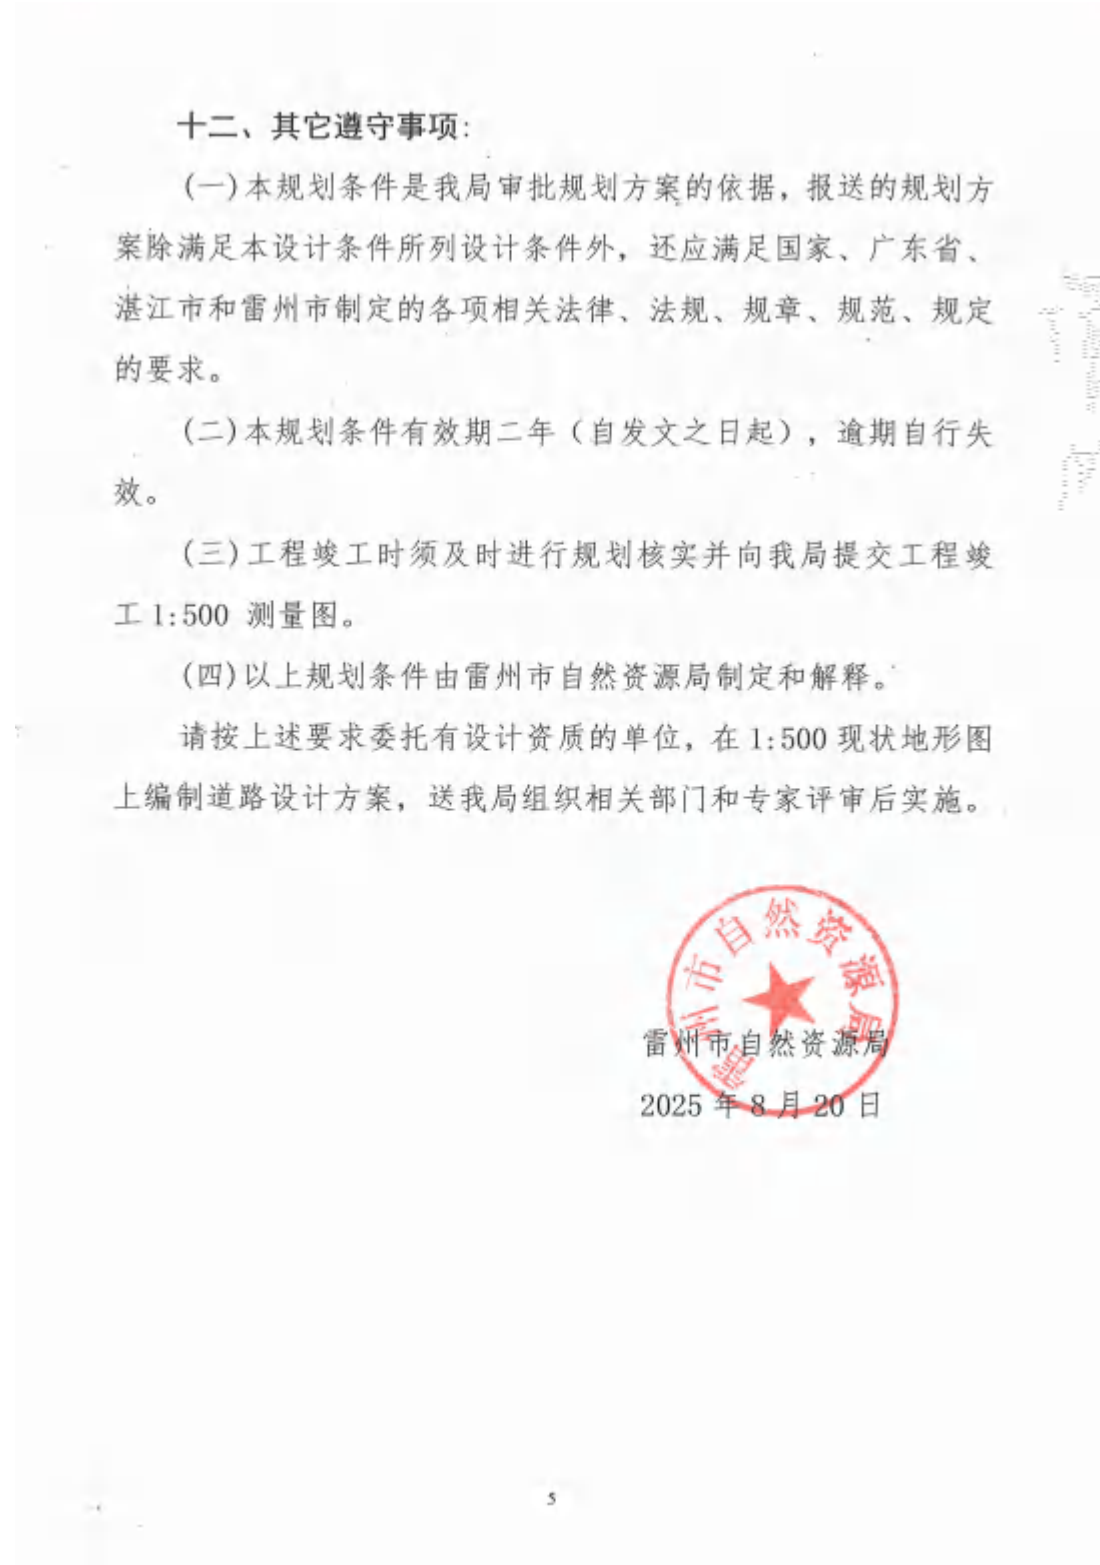 十二、其它遵守事项:
(一)本规划条件是我局审批规划方案的依据，报送的规划方
案除满足本设计条件所列设计条件外，还应满足国家、广东省、
湛江市和雷州市制定的各项相关法律、法规、规章、规范、规定
的要求。
(二)本规划条件有效期二年（自发文之日起），逾期自行失
效。
(三)工程竣工时须及时进行规划核实并向我局提交工程竣
工1:500 测量图。
(四)以上规划条件由雷州市自然资源局制定和解释。
请按上述要求委托有设计资质的单位，在1:500现状地形图
上编制道路设计方案，送我局组织相关部门和专家评审后实施。
雷州市自然资源局
雷州市自然资源局
2025 年 8 月 20 日
5